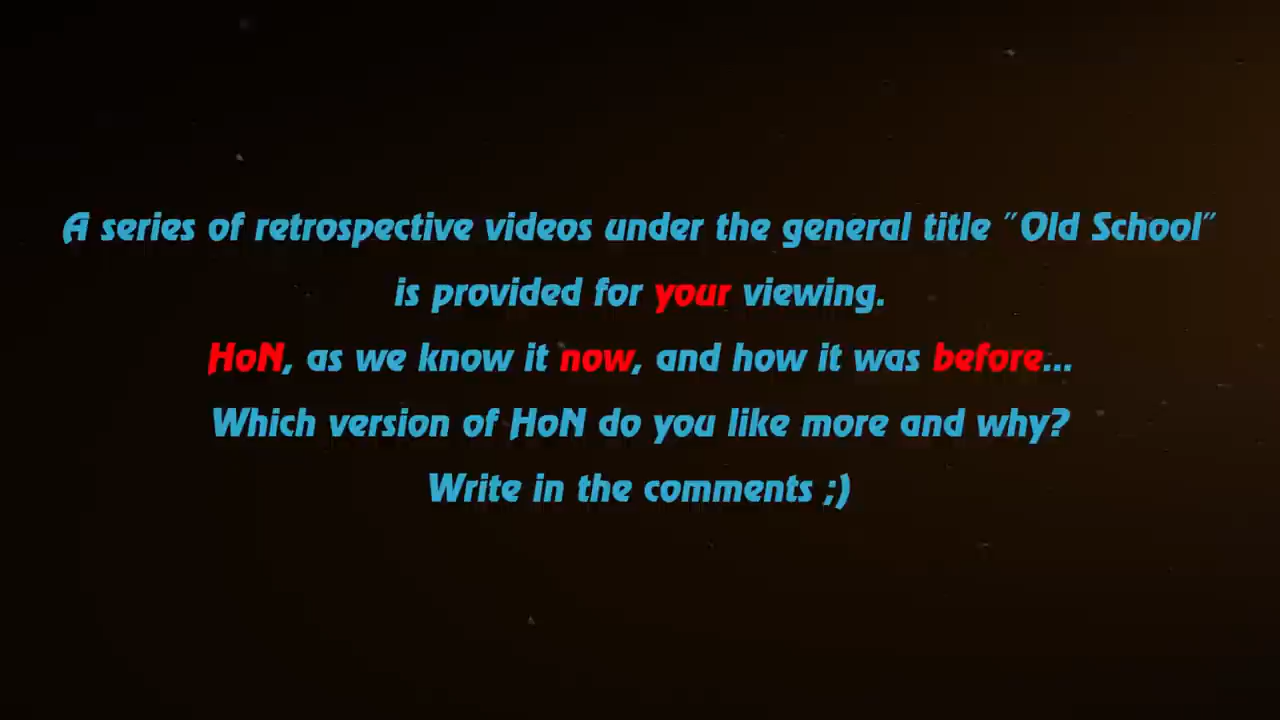 A series of retrospective videos under the general title "Old School"
is provided for your viewing.
HoN, as we know it now, and how it was before...
Which version of HoN do you like more and why?
Write in the comments ;)